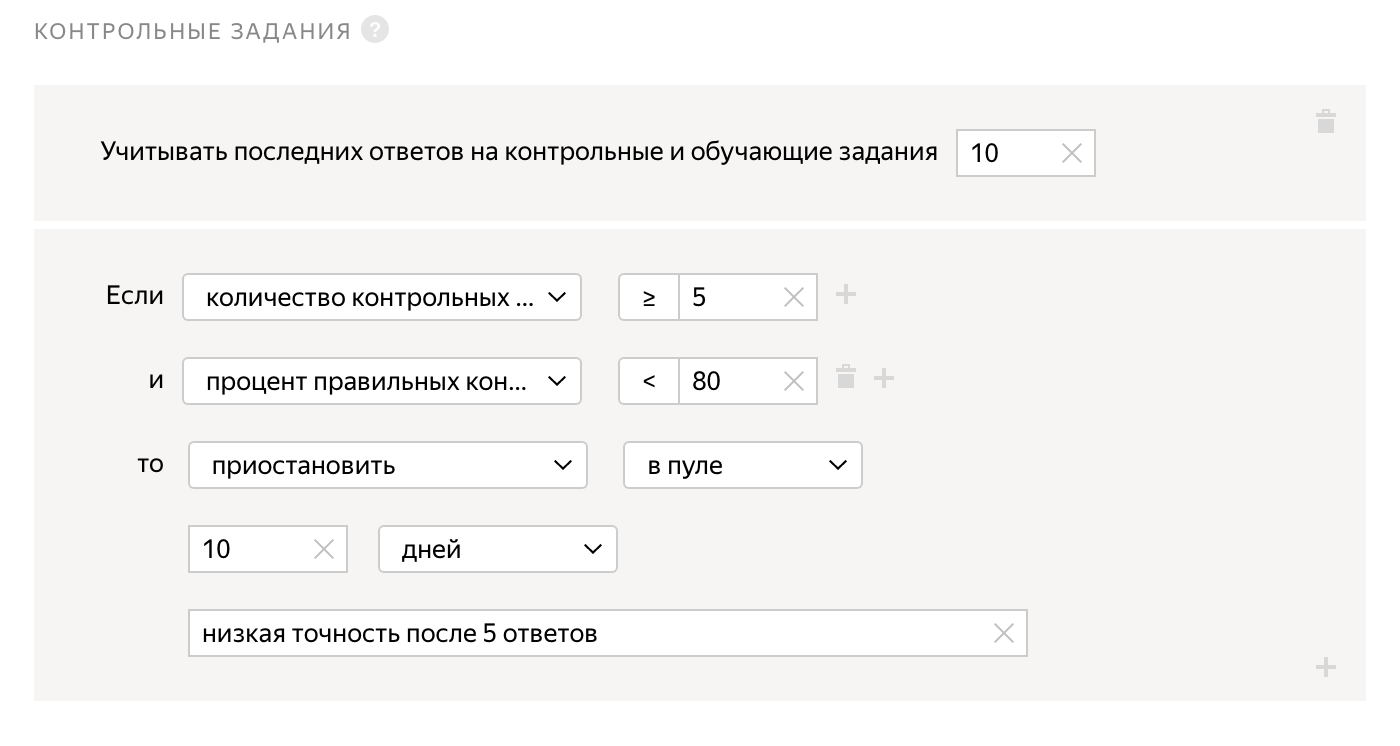 КОНТРОЛЬНЫЕ ЗАДАНИЯ ?
Учитывать последних ответов на контрольные и обучающие задания 10
Если количество контрольных ... ≥ 5
и процент правильных кон... < 80
то приостановить в пуле
10 дней
низкая точность после 5 ответов